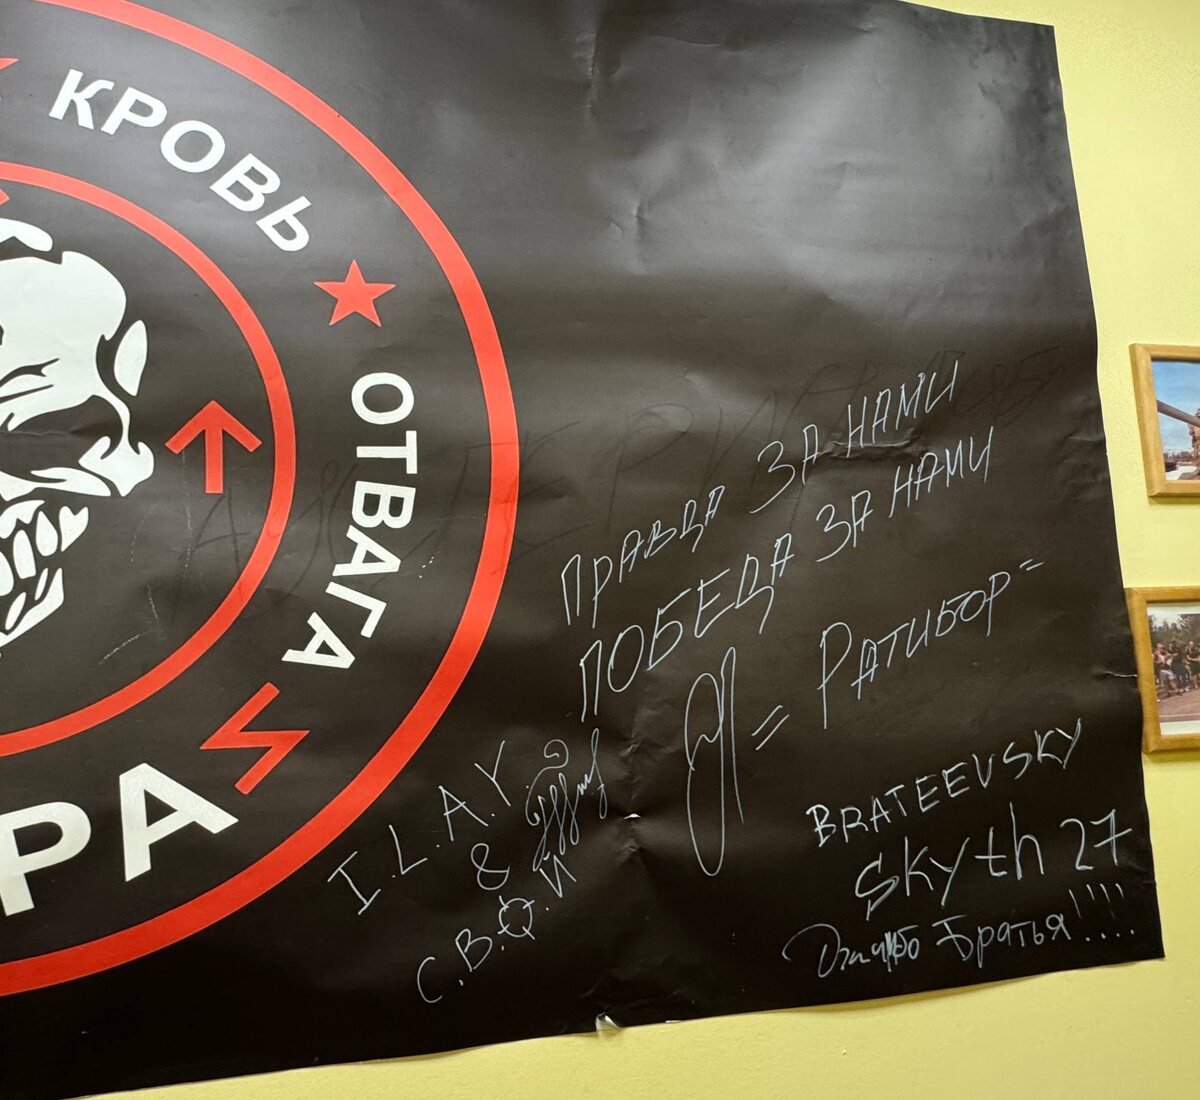 КРОВЬ
ОТВАГА
РА
ПРАВДА ЗА НАМИ
ПОБЕДА ЗА НАМИ
= РАТИБОР =
I.L.A.Y.
&
С.В.О.Й
BRATEEVSKY
Skyth 27
Братья!!!!